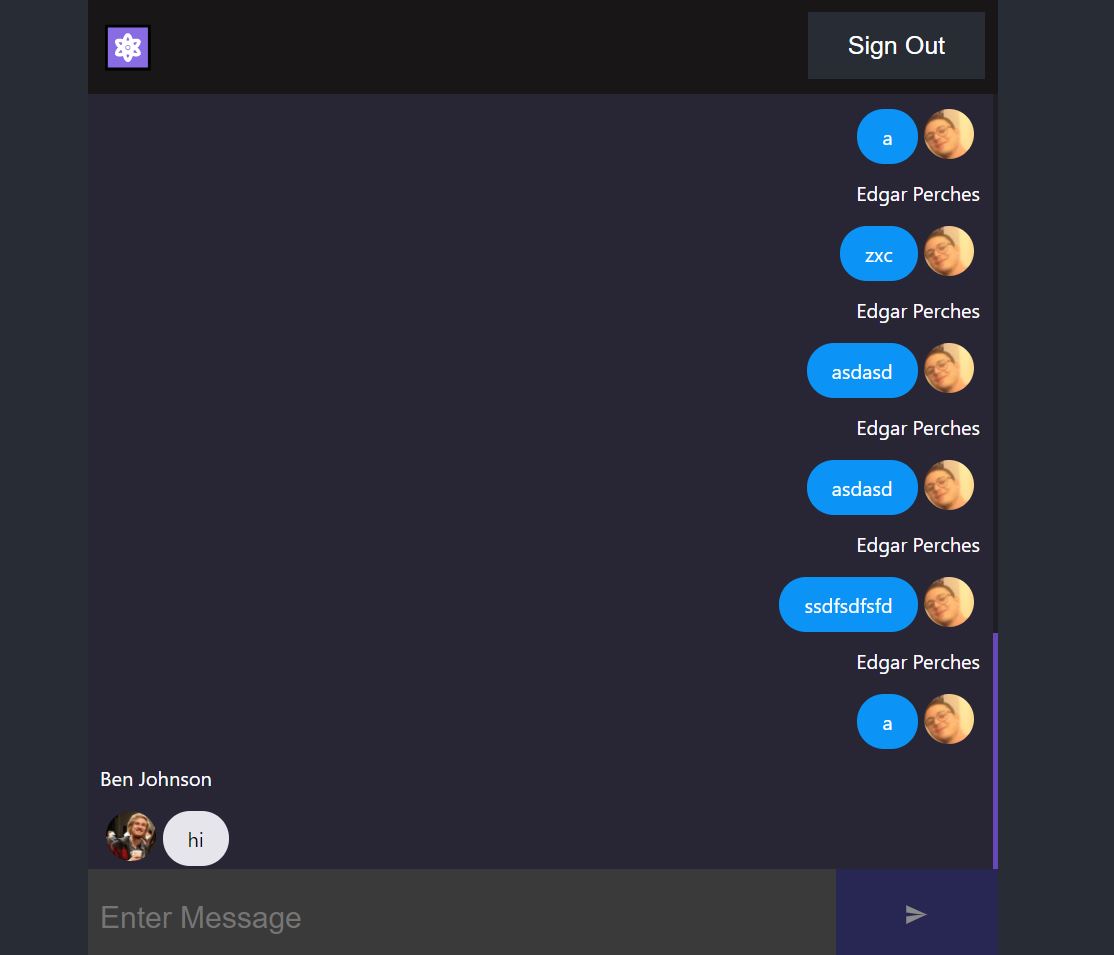 Sign Out
a
Edgar Perches
zxc
Edgar Perches
asdasd
Edgar Perches
asdasd
Edgar Perches
ssdfsdfsfd
Edgar Perches
a
Ben Johnson
hi
Enter Message